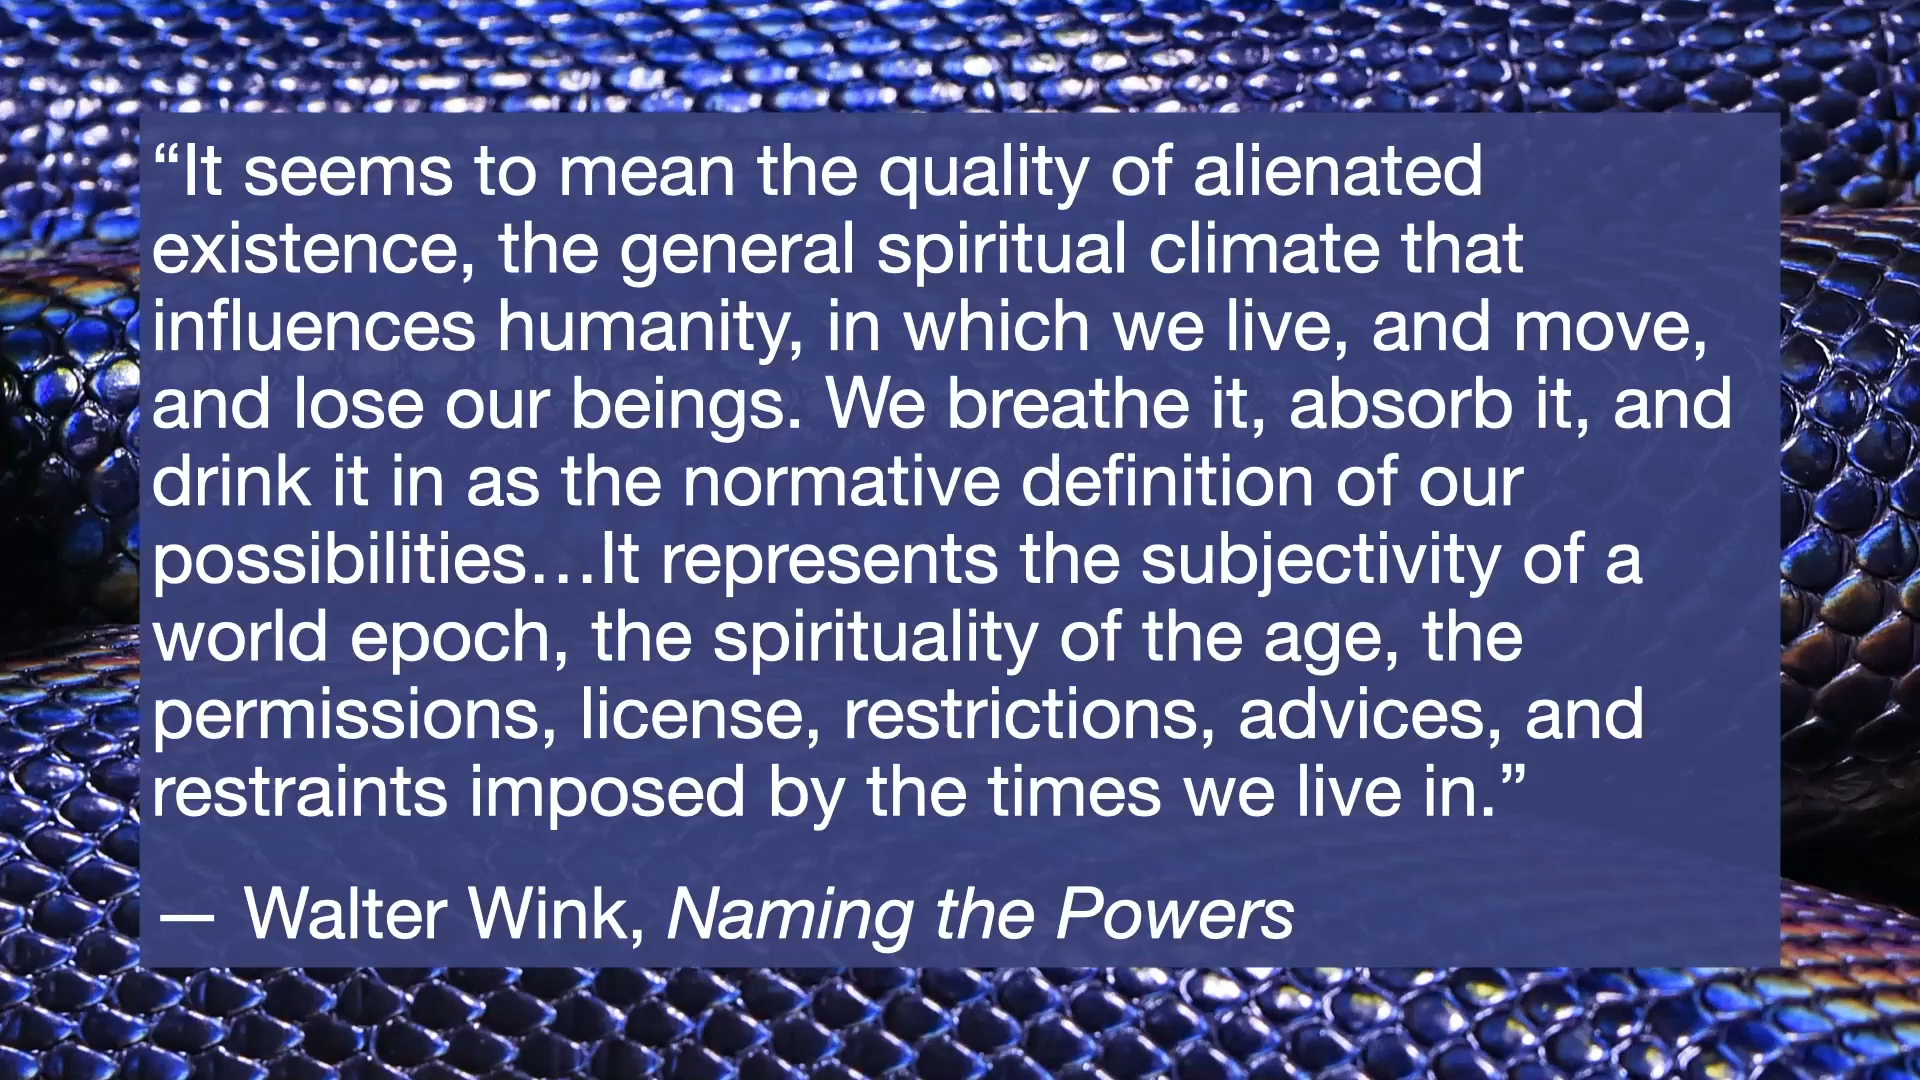 “It seems to mean the quality of alienated
existence, the general spiritual climate that
influences humanity, in which we live, and move,
and lose our beings. We breathe it, absorb it, and
drink it in as the normative definition of our
possibilities…It represents the subjectivity of a
world epoch, the spirituality of the age, the
permissions, license, restrictions, advices, and
restraints imposed by the times we live in.”
— Walter Wink, Naming the Powers